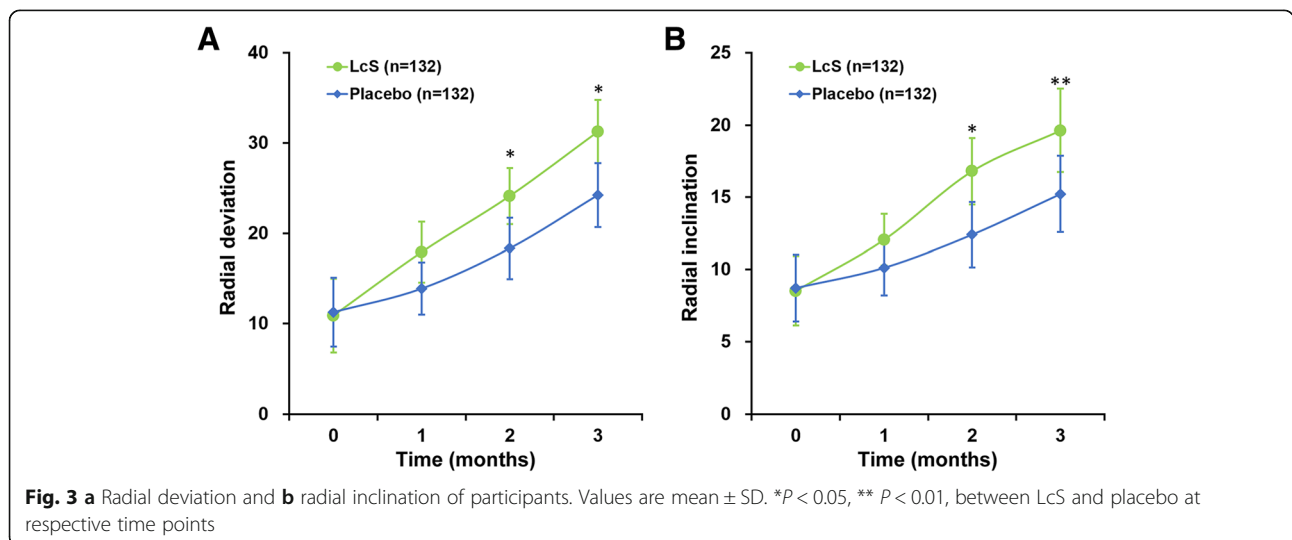 A
40
30
20
10
0
Radial deviation
LcS (n=132)
Placebo (n=132)
*
*
0 1 2 3
Time (months)
B
25
20
15
10
5
0
Radial inclination
LcS (n=132)
Placebo (n=132)
*
**
0 1 2 3
Time (months)
Fig. 3 a Radial deviation and b radial inclination of participants. Values are mean ± SD. *P < 0.05, ** P < 0.01, between LcS and placebo at
respective time points